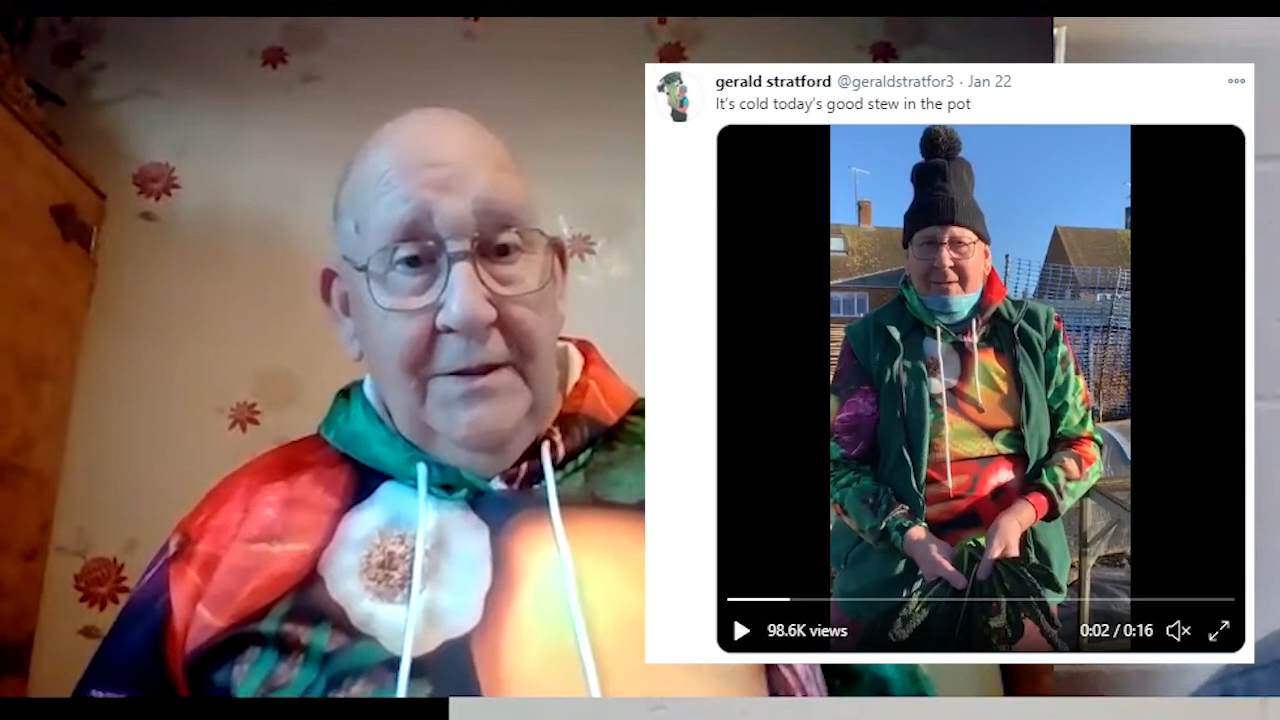 gerald stratford @geraldstratfor3 · Jan 22
It's cold today's good stew in the pot
98.6K views
0:02 / 0:16